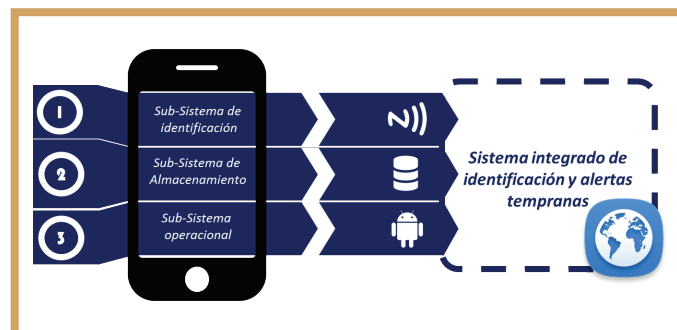 1
Sub-Sistema de
identificación
2
Sub-Sistema de
Almacenamiento
3
Sub-Sistema
operacional
Sistema integrado de
identificación y alertas
tempranas